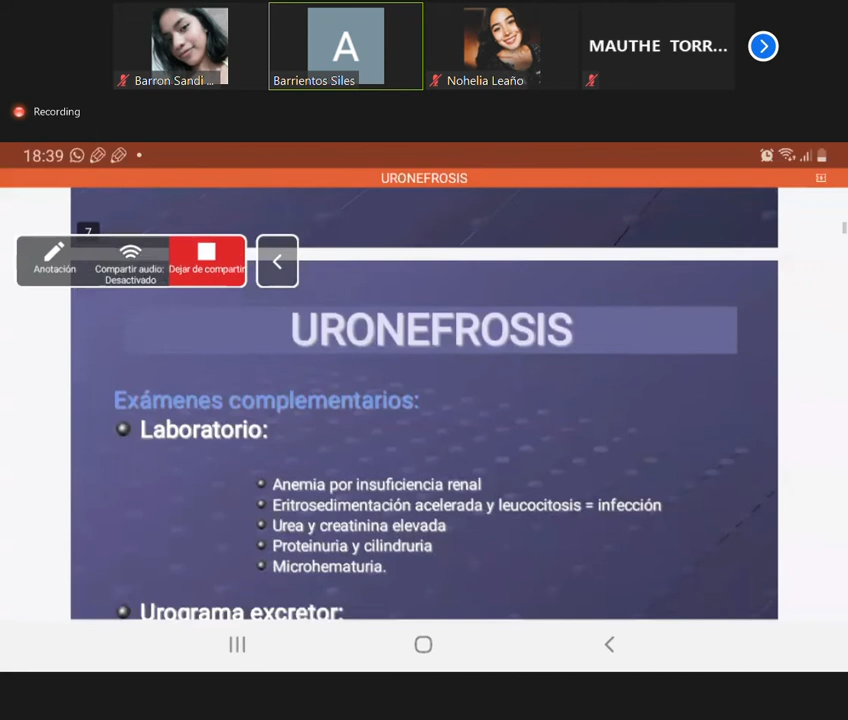 Barron Sandi ...
A
Barrientos Siles
Nohelia Leaño
MAUTHE TORR...
Recording
18:39
URONEFROSIS
7
Anotación
Compartir audio:
Desactivado
Dejar de compartir
URONEFROSIS
Exámenes complementarios:
Laboratorio:
Anemia por insuficiencia renal
Eritrosedimentación acelerada y leucocitosis = infección
Urea y creatinina elevada
Proteinuria y cilindruria
Microhematuria.
Urograma excretor: